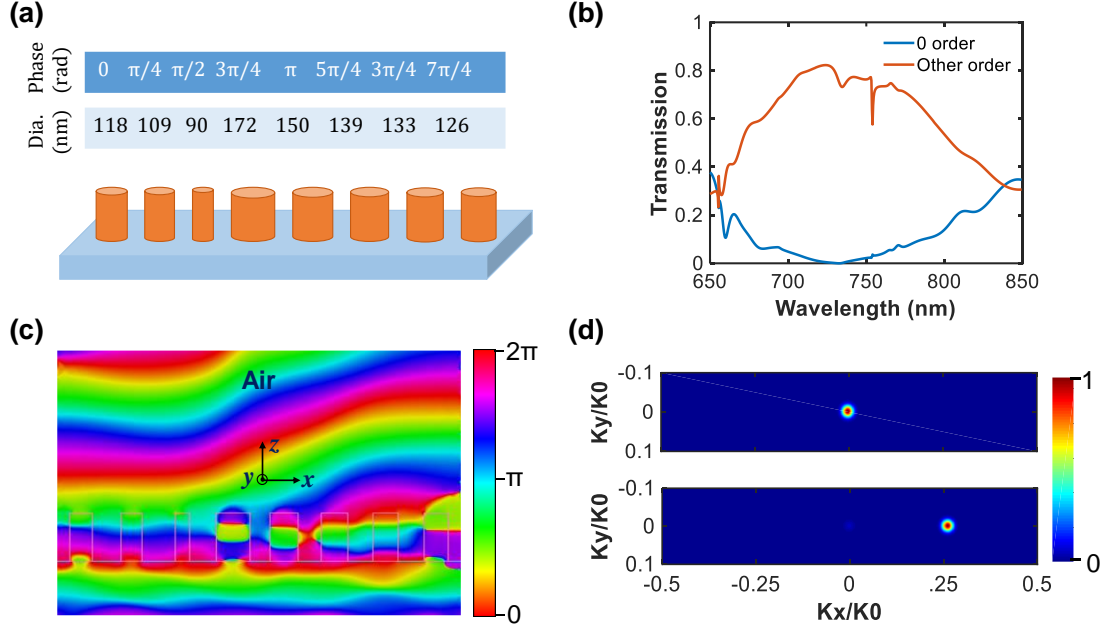 (a)
Phase
(rad)
0 π/4 π/2 3π/4 π 5π/4 3π/4 7π/4
Dia.
(nm)
118 109 90 172 150 139 133 126
(b)
1
0.8
0.6
0.4
0.2
0
Transmission
0 order
Other order
650 700 750 800 850
Wavelength (nm)
(c)
Air
z
y x
2π
π
0
(d)
-0.1
0
0.1
Ky/K0
-0.1
0
0.1
Ky/K0
-0.5 -0.25 0 .25 0.5
Kx/K0
1
0